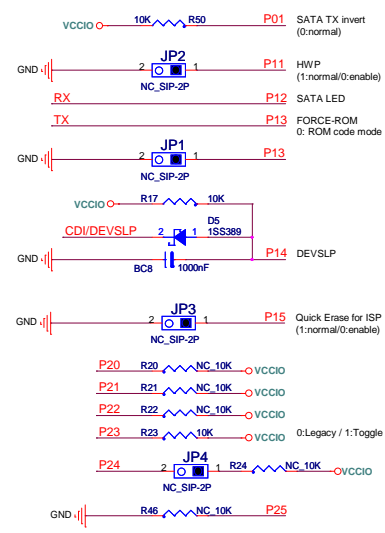 VCCIO 10K R50 P01 SATA TX invert
(0:normal)
JP2
GND 2 1 P11 HWP
NC_SIP-2P (1:normal/0:enable)
RX P12 SATA LED
TX P13 FORCE-ROM
0: ROM code mode
JP1
GND 2 1 P13
NC_SIP-2P
VCCIO R17 10K
D5
CDI/DEVSLP 2 1 1SS389
GND P14 DEVSLP
BC8 1000nF
JP3
GND 2 1 P15 Quick Erase for ISP
NC_SIP-2P (1:normal/0:enable)
P20 R20 NC_10K VCCIO
P21 R21 NC_10K VCCIO
P22 R22 NC_10K VCCIO
P23 R23 10K VCCIO 0:Legacy / 1:Toggle
JP4
P24 2 1 R24 NC_10K VCCIO
NC_SIP-2P
GND R46 NC_10K P25